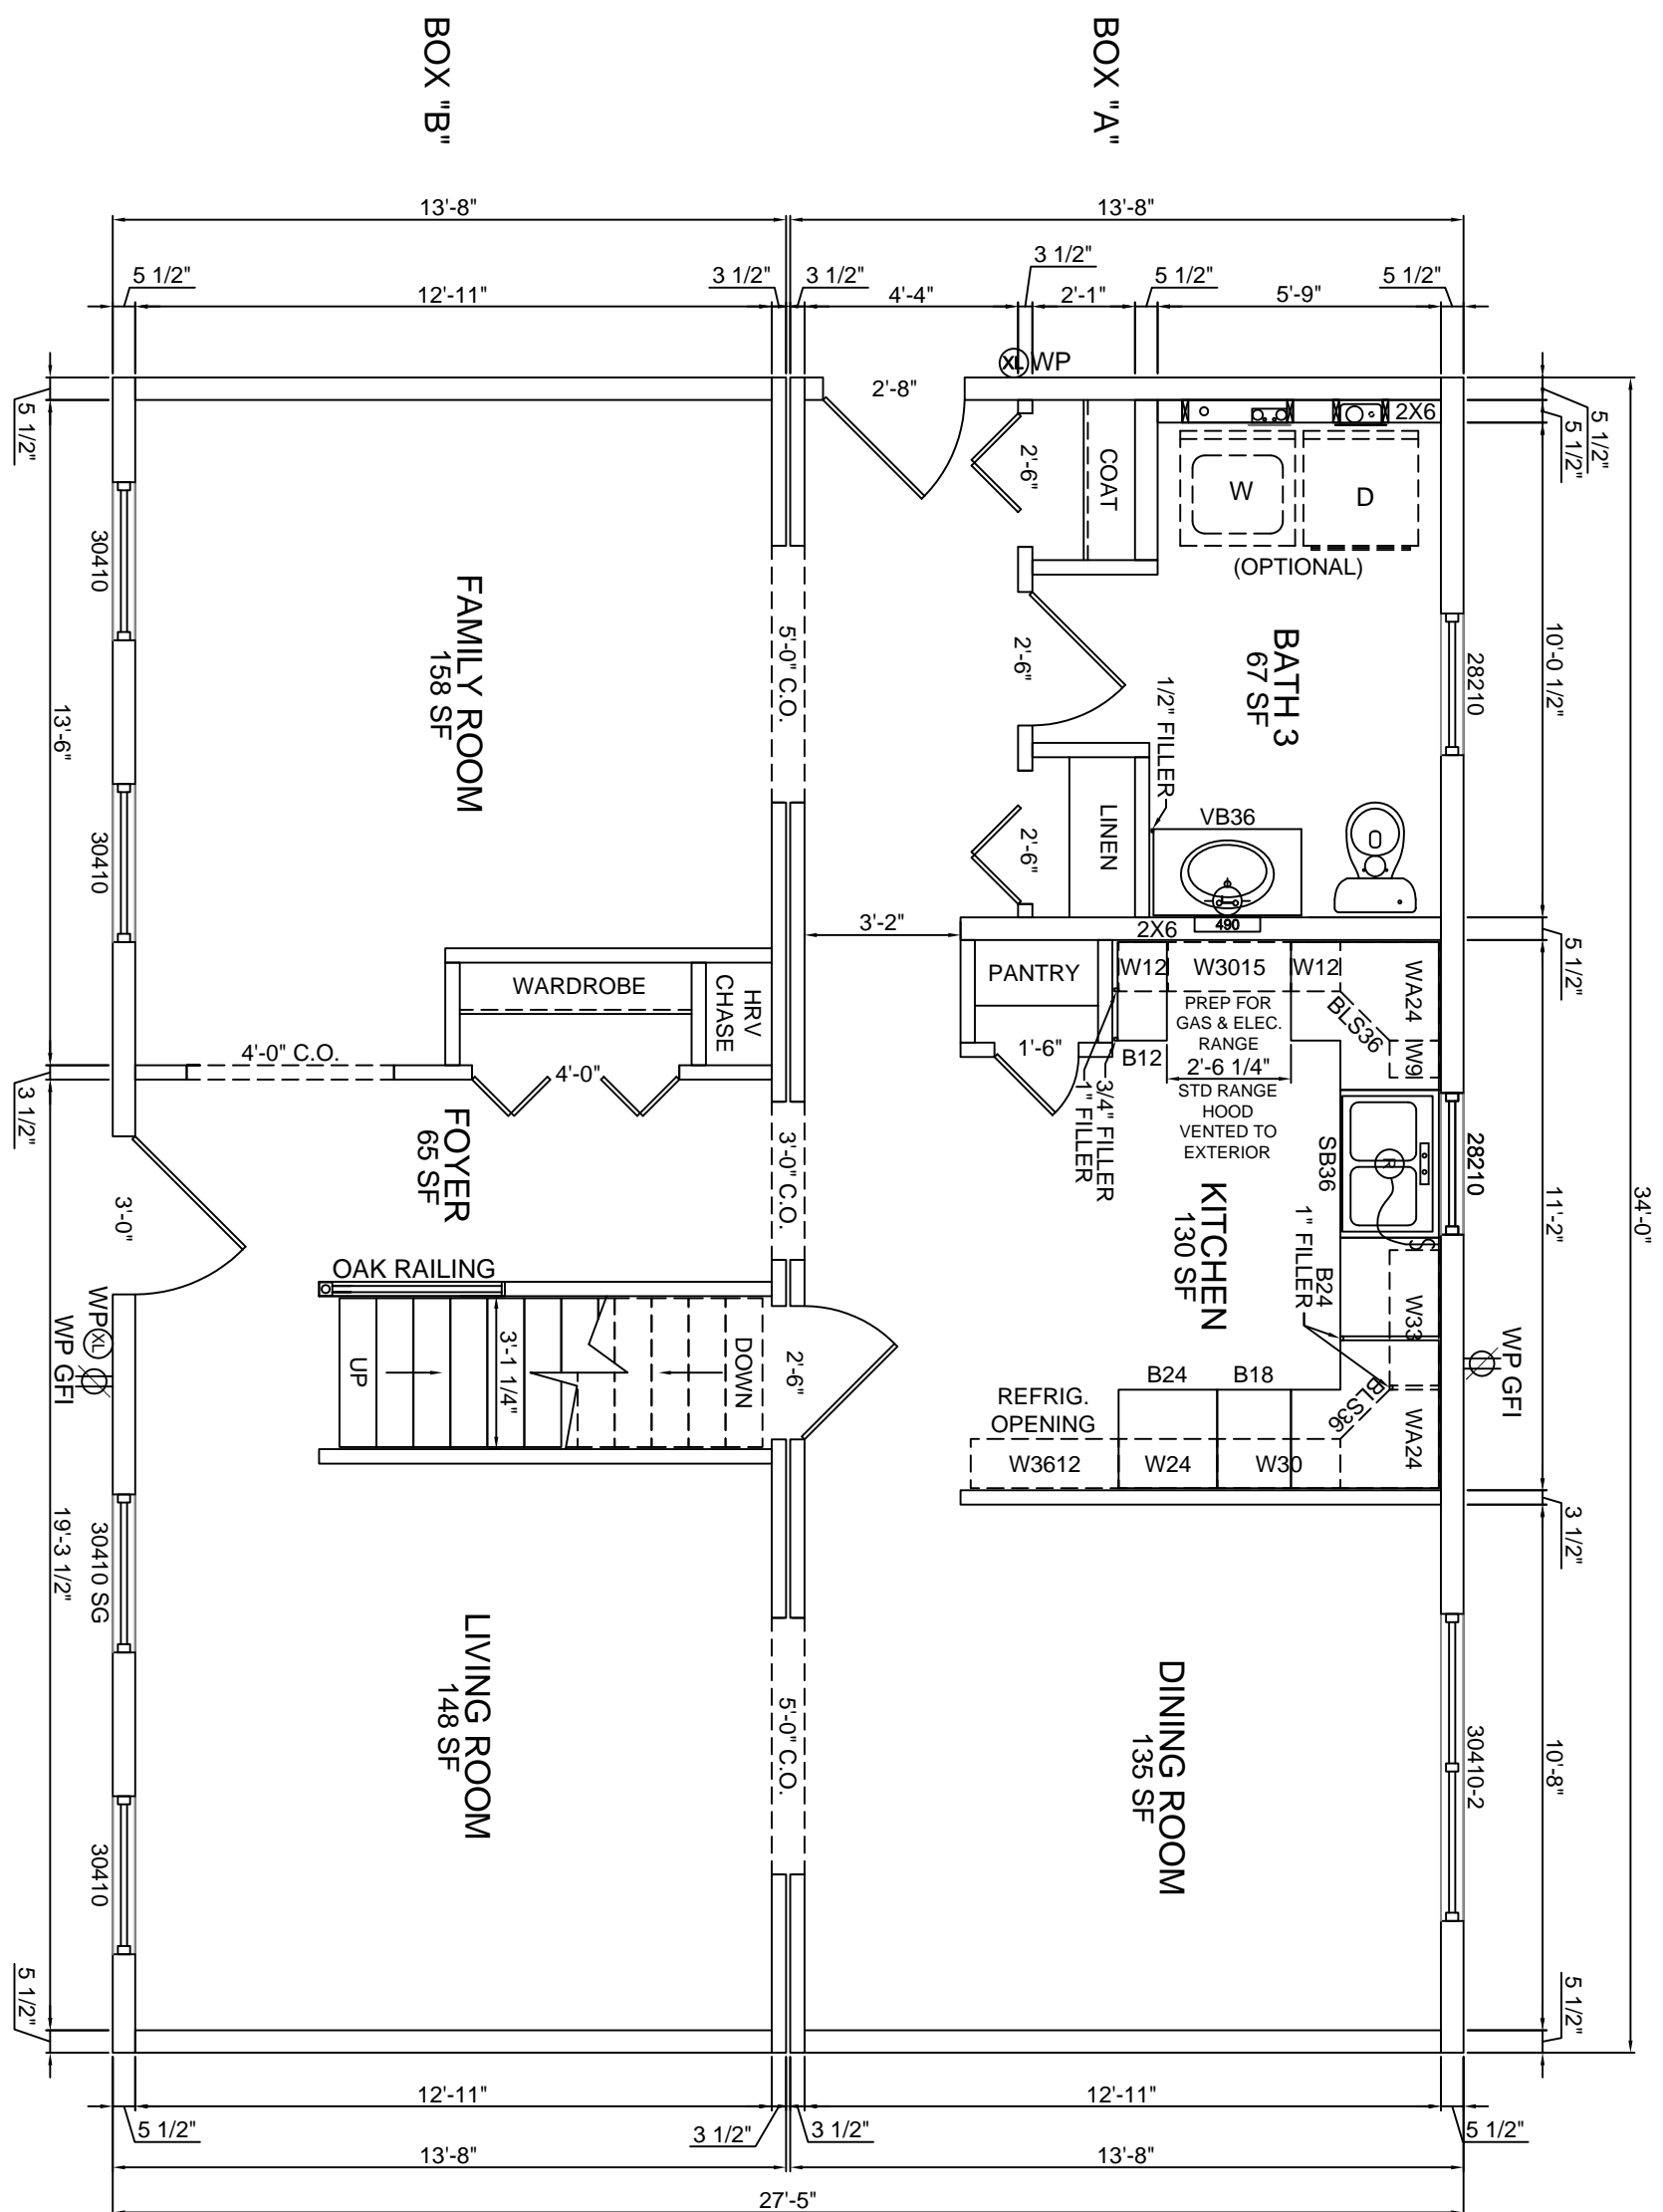 BOX "B"
BOX "A"
13'-8"
13'-8"
5 1/2"
12'-11"
3 1/2"
3 1/2"
4'-4"
3 1/2"
2'-1"
5 1/2"
5'-9"
5 1/2"
XL WP
2'-8"
2X6
5 1/2"
5 1/2"
5 1/2"
2'-6"
COAT
W
D
(OPTIONAL)
30410
FAMILY ROOM
158 SF
5'-0" C.O.
2'-6"
BATH 3
67 SF
28210
10'-0 1/2"
1/2" FILLER
13'-6"
30410
2'-6"
LINEN
VB36
3'-2"
2X6
490
5 1/2"
WARDROBE
HRV
CHASE
PANTRY
W12
W3015
W12
WA24
PREP FOR
GAS & ELEC.
RANGE
2'-6 1/4"
STD RANGE
HOOD
VENTED TO
EXTERIOR
BLS36
W9
4'-0" C.O.
4'-0"
1'-6"
B12
3/4" FILLER
1" FILLER
3 1/2"
FOYER
65 SF
3'-0" C.O.
SB36
R
28210
KITCHEN
130 SF
11'-2"
34'-0"
3'-0"
S
1" FILLER
B24
W33
OAK RAILING
WP XL
WP GFI
UP
3'-1 1/4"
DOWN
2'-6"
WP GFI
B24
B18
BLS36
REFRIG.
OPENING
W3612
W24
W30
WA24
3 1/2"
19'-3 1/2"
30410 SG
LIVING ROOM
148 SF
5'-0" C.O.
DINING ROOM
135 SF
30410-2
10'-8"
30410
5 1/2"
5 1/2"
12'-11"
12'-11"
5 1/2"
3 1/2"
3 1/2"
5 1/2"
13'-8"
13'-8"
27'-5"